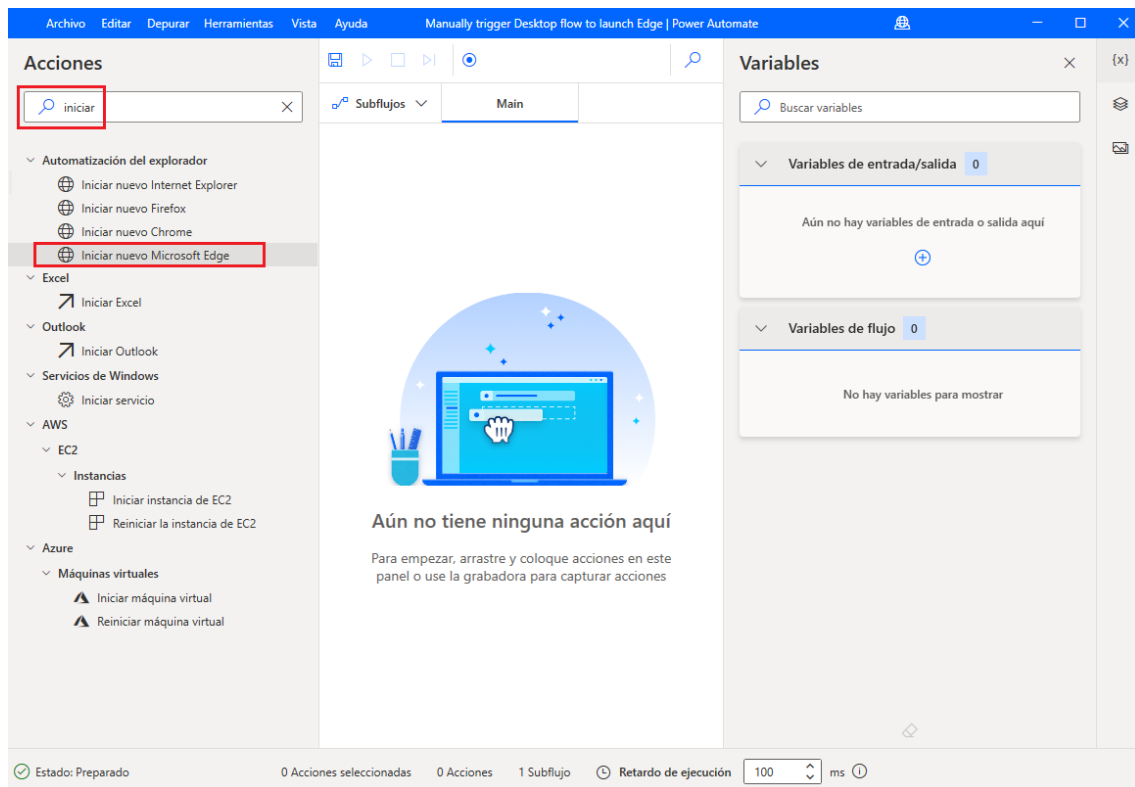 Archivo Editar Depurar Herramientas Vista Ayuda Manually trigger Desktop flow to launch Edge | Power Automate
Acciones
iniciar
Automatización del explorador
Iniciar nuevo Internet Explorer
Iniciar nuevo Firefox
Iniciar nuevo Chrome
Iniciar nuevo Microsoft Edge
Excel
Iniciar Excel
Outlook
Iniciar Outlook
Servicios de Windows
Iniciar servicio
AWS
EC2
Instancias
Iniciar instancia de EC2
Reiniciar la instancia de EC2
Azure
Máquinas virtuales
Iniciar máquina virtual
Reiniciar máquina virtual
Subflujos Main
Aún no tiene ninguna acción aquí
Para empezar, arrastre y coloque acciones en este
panel o use la grabadora para capturar acciones
Variables
{x}
Buscar variables
Variables de entrada/salida 0
Aún no hay variables de entrada o salida aquí
Variables de flujo 0
No hay variables para mostrar
Estado: Preparado 0 Acciones seleccionadas 0 Acciones 1 Subflujo Retardo de ejecución 100 ms